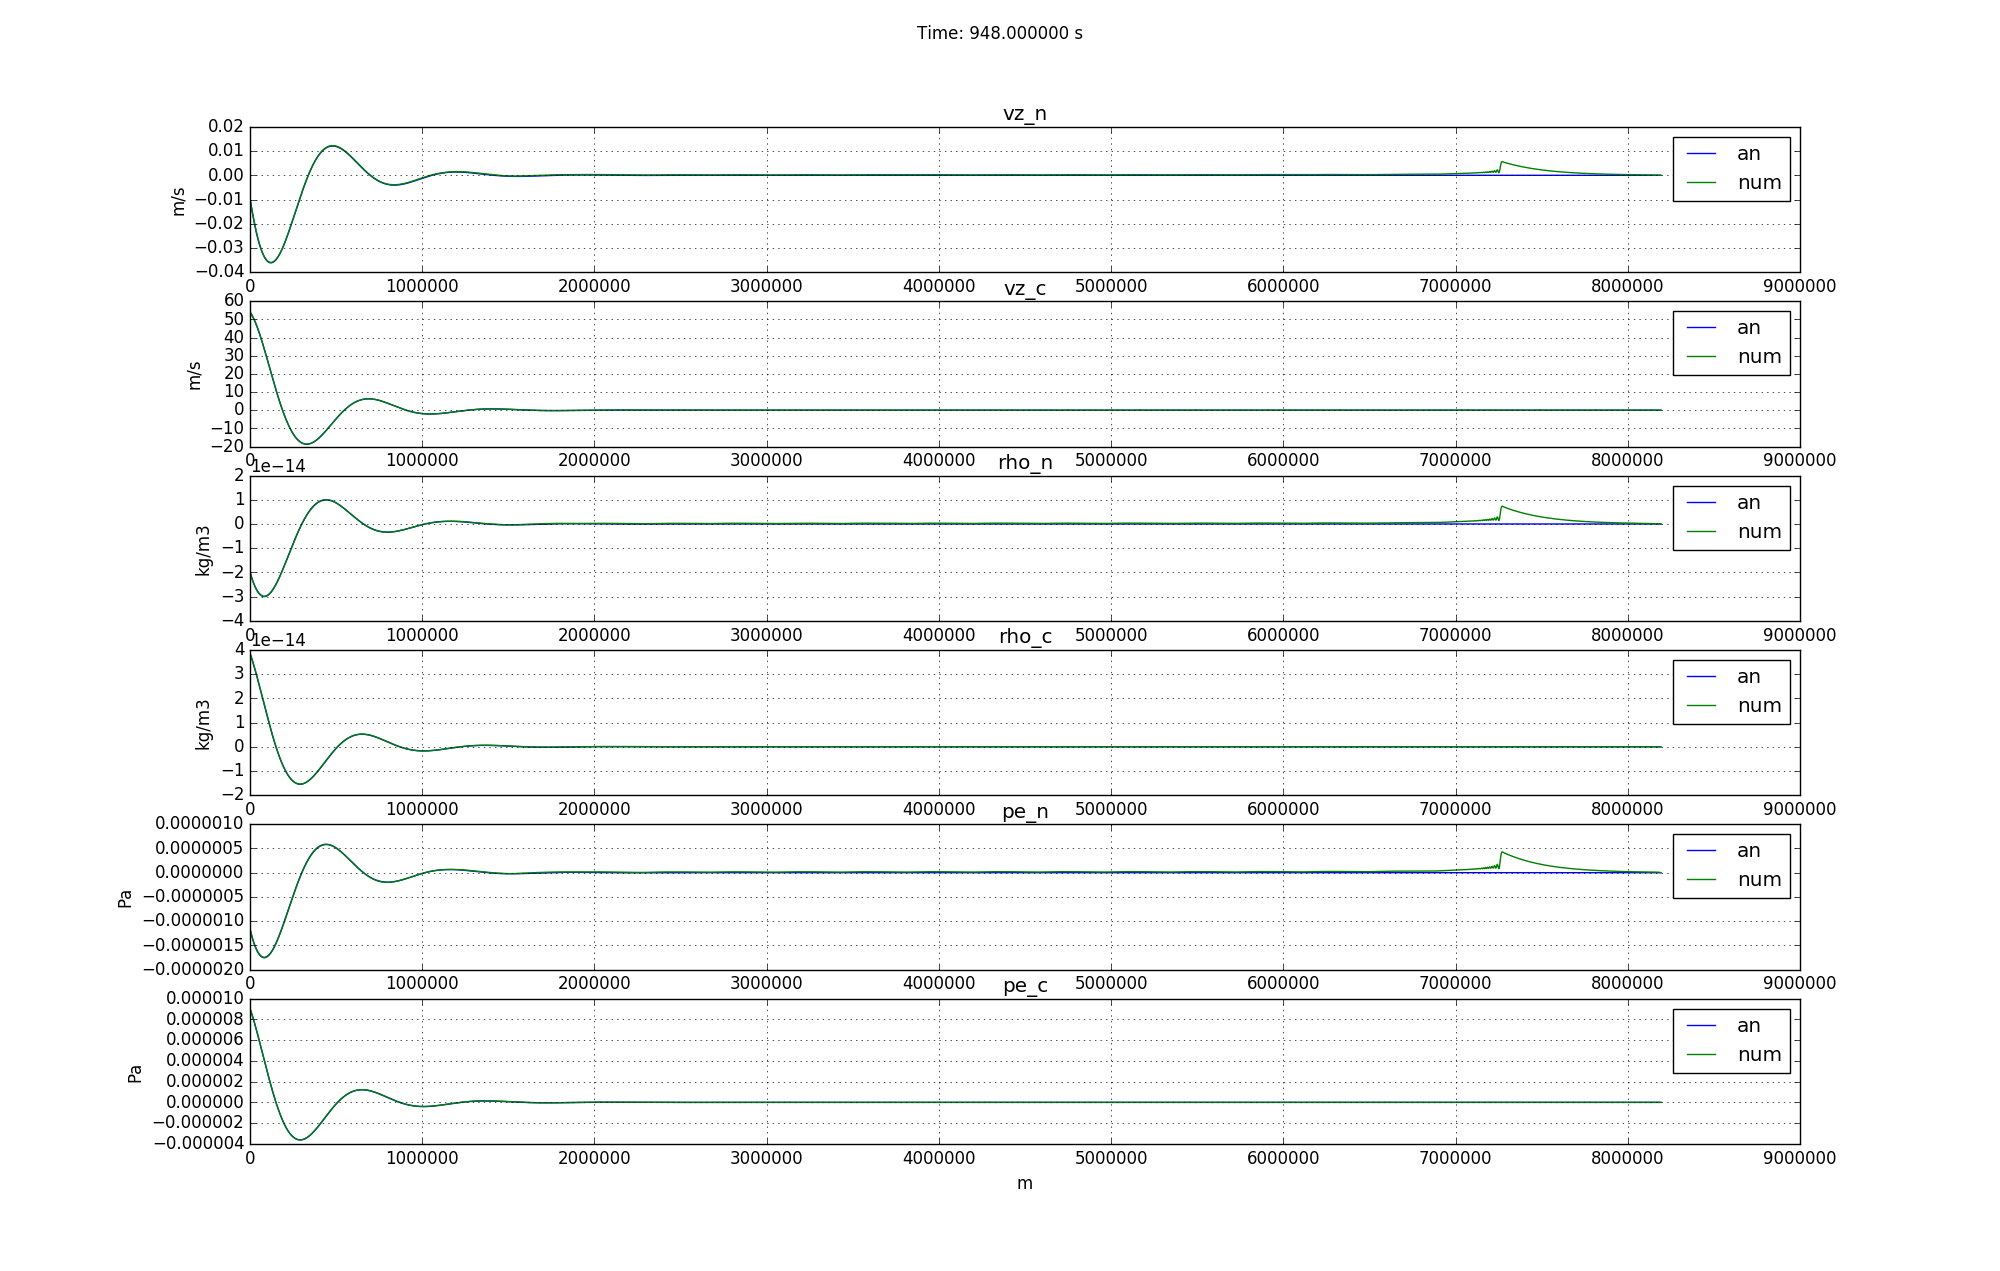 Time: 948.000000 s
vz_n
0.02
0.01
0.00
−0.01
−0.02
−0.03
−0.04
m/s
an
num
0 1000000 2000000 3000000 4000000 5000000 6000000 7000000 8000000 9000000
vz_c
60
50
40
30
20
10
0
−10
−20
m/s
an
num
0 1000000 2000000 3000000 4000000 5000000 6000000 7000000 8000000 9000000
1e−14
rho_n
2
1
0
−1
−2
−3
−4
kg/m3
an
num
0 1000000 2000000 3000000 4000000 5000000 6000000 7000000 8000000 9000000
1e−14
rho_c
4
3
2
1
0
−1
−2
kg/m3
an
num
0 1000000 2000000 3000000 4000000 5000000 6000000 7000000 8000000 9000000
pe_n
0.0000010
0.0000005
0.0000000
−0.0000005
−0.0000010
−0.0000015
−0.0000020
Pa
an
num
0 1000000 2000000 3000000 4000000 5000000 6000000 7000000 8000000 9000000
pe_c
0.000010
0.000008
0.000006
0.000004
0.000002
0.000000
−0.000002
−0.000004
Pa
an
num
0 1000000 2000000 3000000 4000000 5000000 6000000 7000000 8000000 9000000
m